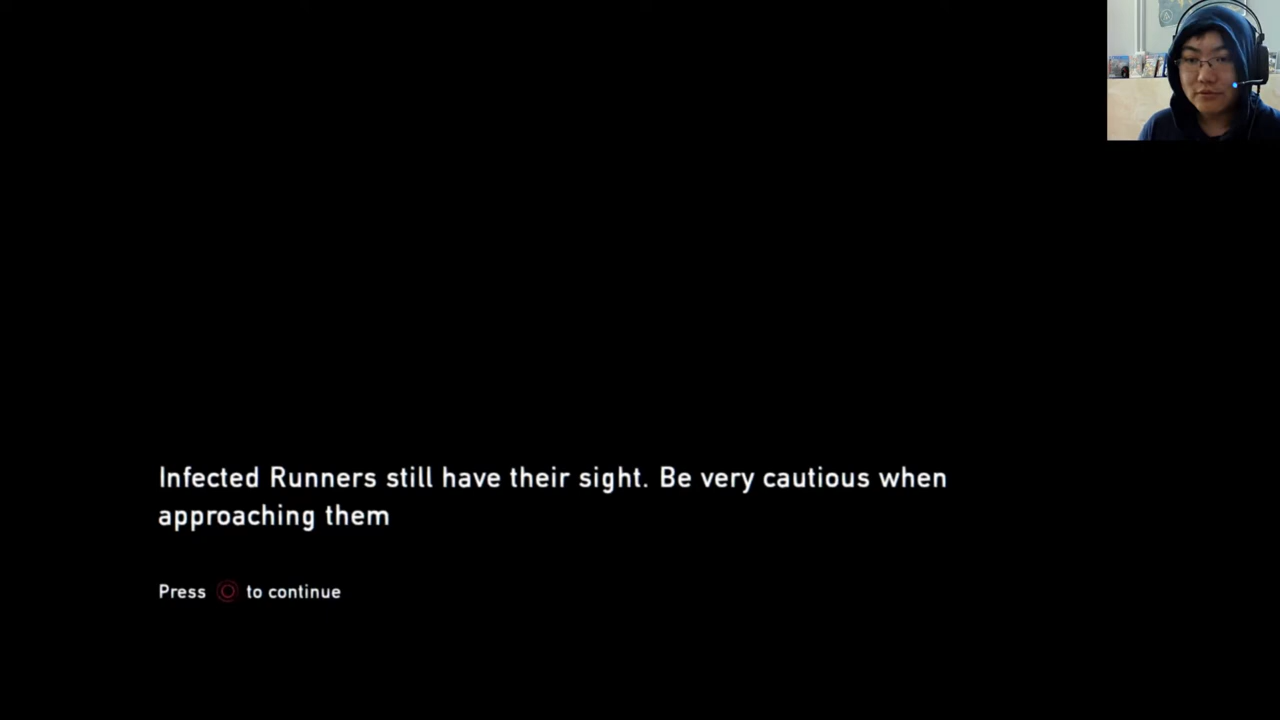 Infected Runners still have their sight. Be very cautious when
approaching them
Press to continue